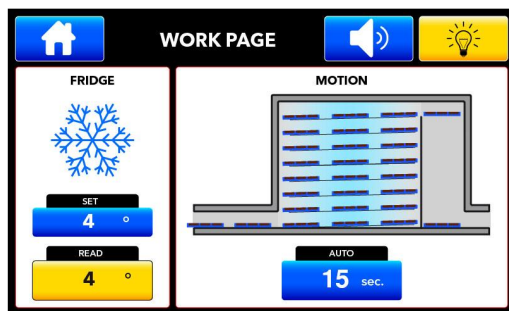 WORK PAGE
FRIDGE
SET
4 °
READ
4 °
MOTION
AUTO
15 sec.